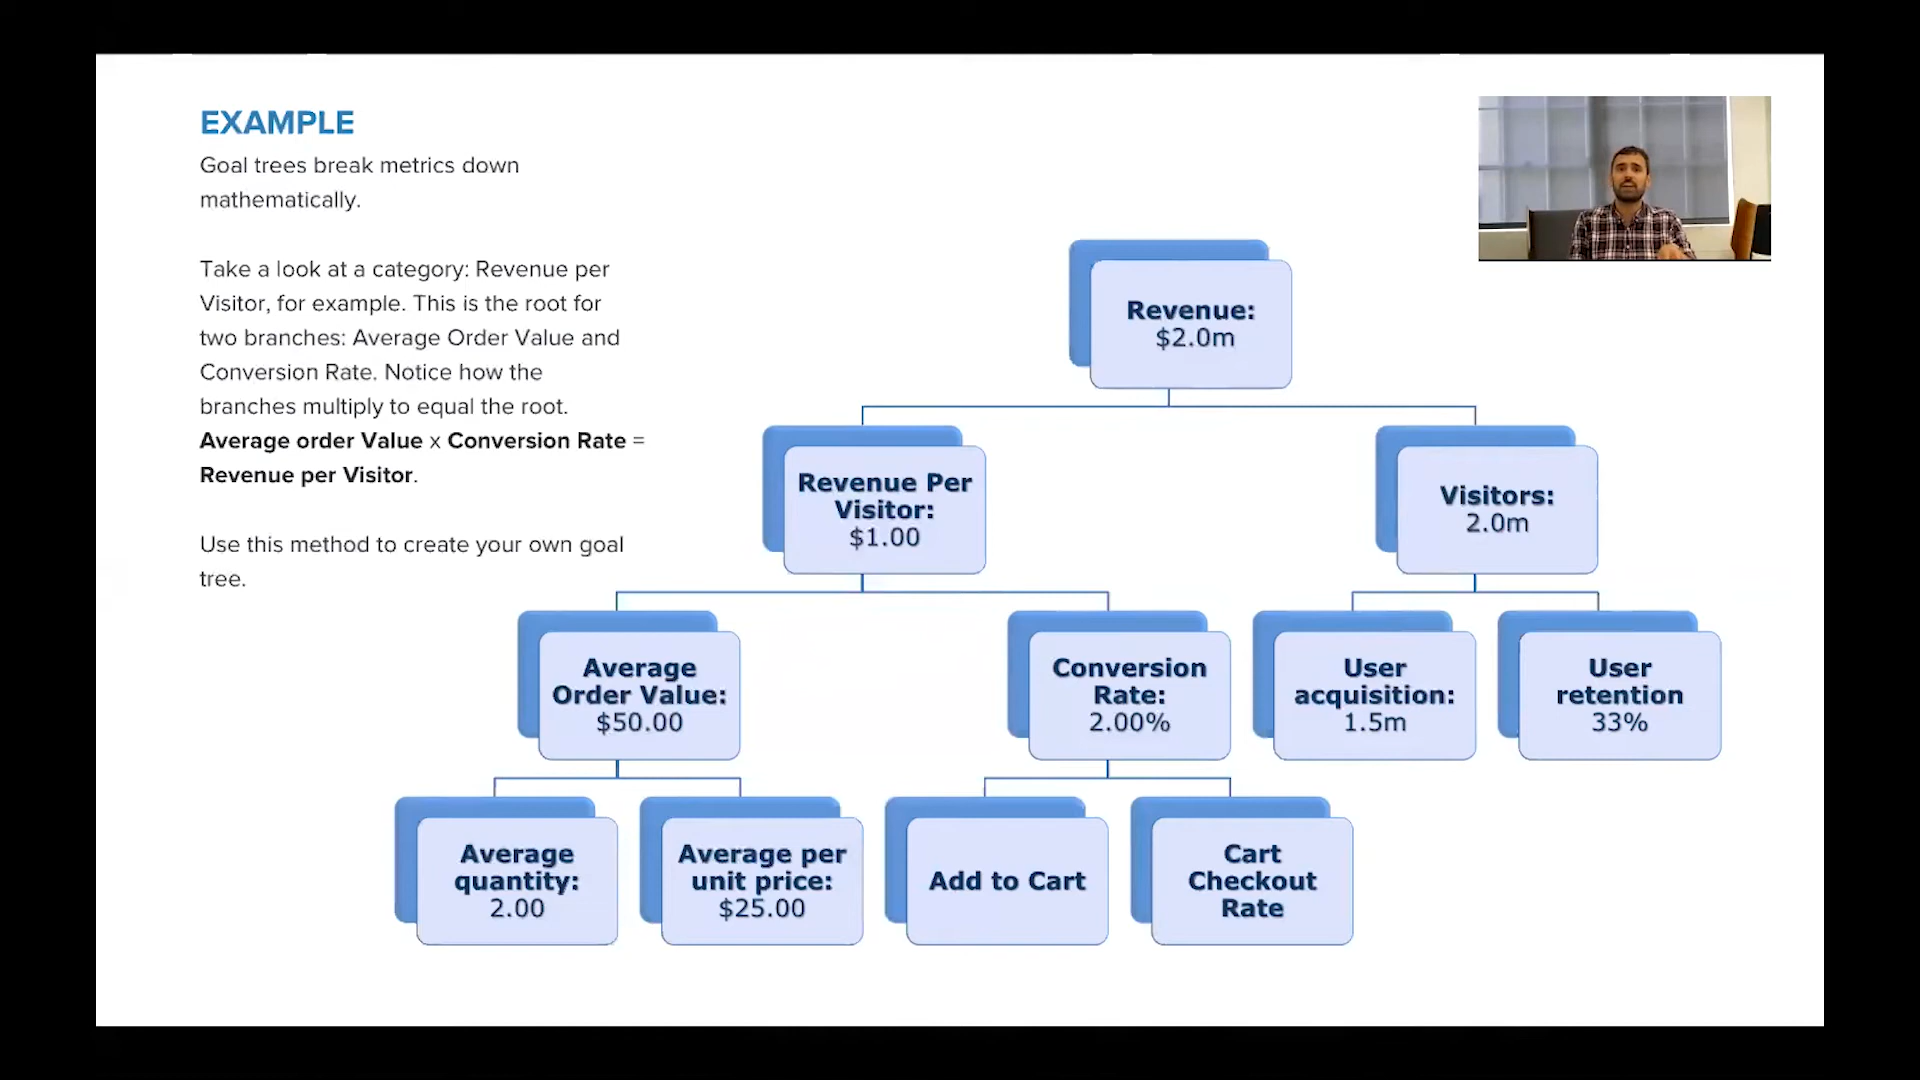 EXAMPLE
Goal trees break metrics down
mathematically.
Take a look at a category: Revenue per
Visitor, for example. This is the root for
two branches: Average Order Value and
Conversion Rate. Notice how the
branches multiply to equal the root.
Average order Value x Conversion Rate =
Revenue per Visitor.
Use this method to create your own goal
tree.
Revenue:
$2.0m
Revenue Per
Visitor:
$1.00
Visitors:
2.0m
Average
Order Value:
$50.00
Conversion
Rate:
2.00%
User
acquisition:
1.5m
User
retention
33%
Average
quantity:
2.00
Average per
unit price:
$25.00
Add to Cart
Cart
Checkout
Rate